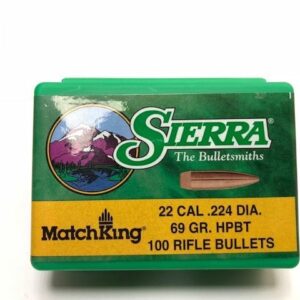 SIERRA®
The Bulletsmiths
MatchKing®
22 CAL .224 DIA.
69 GR. HPBT
100 RIFLE BULLETS